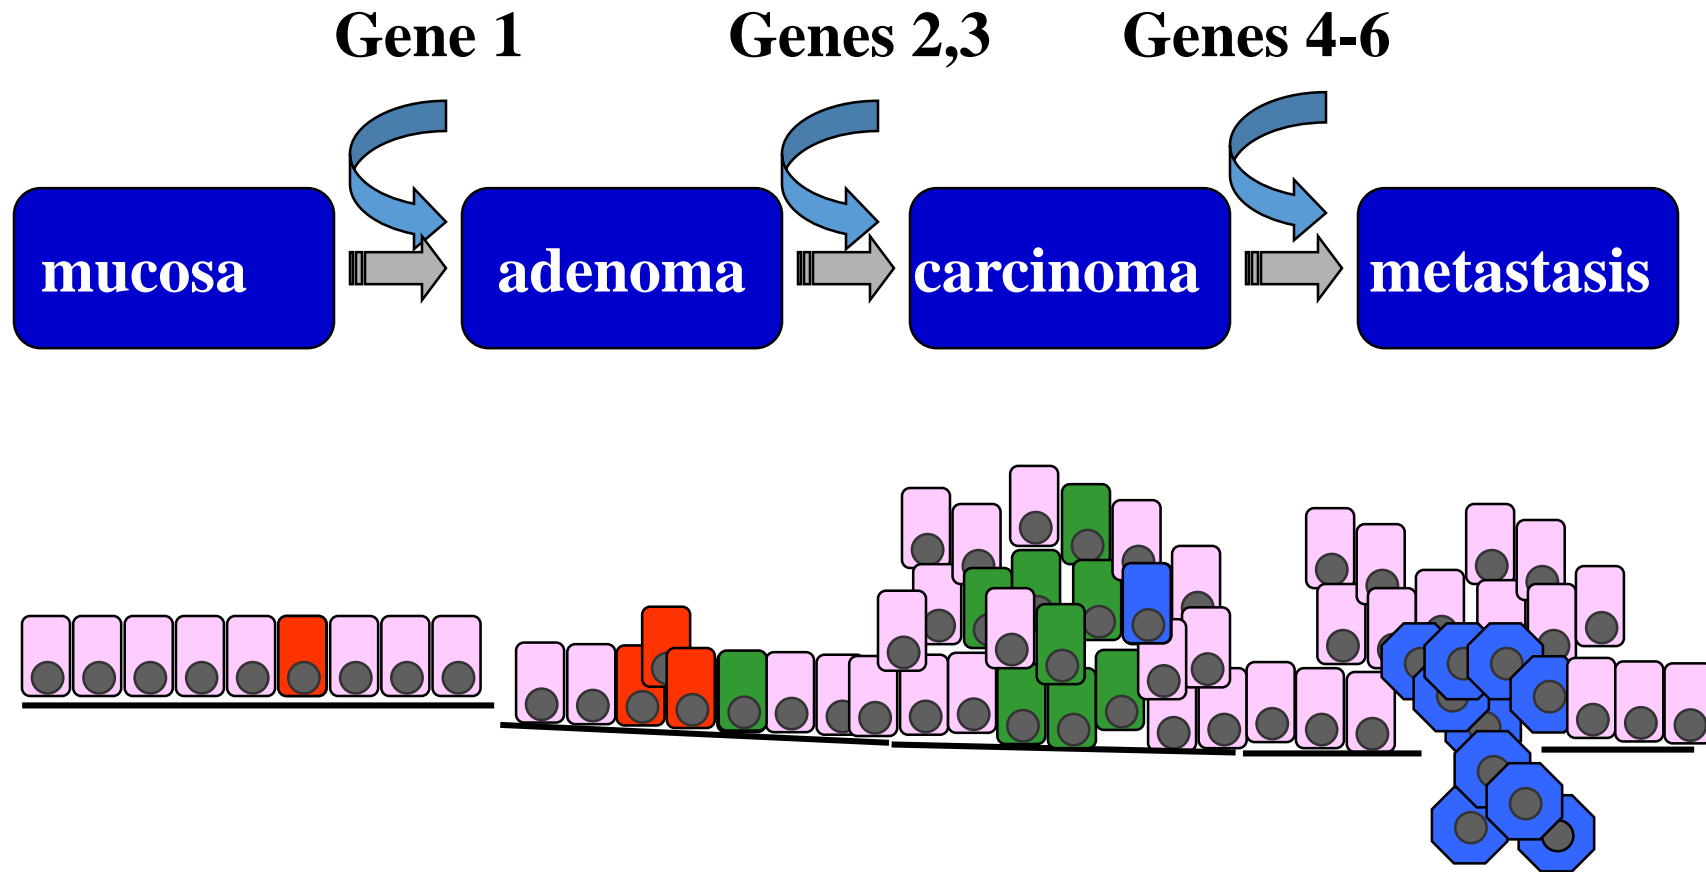 Gene 1
Genes 2,3
Genes 4-6
mucosa
adenoma
carcinoma
metastasis